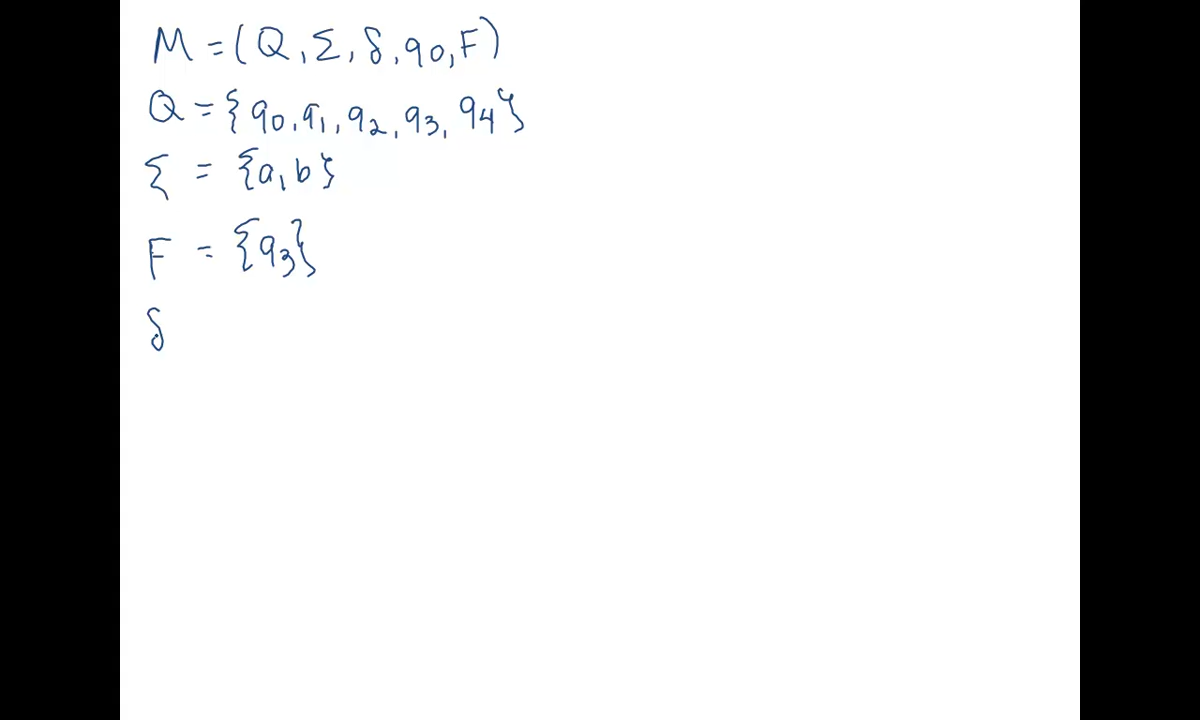 M = (Q, Σ, δ, q0, F)
Q = {q0, q1, q2, q3, q4}
Σ = {a, b}
F = {q3}
δ